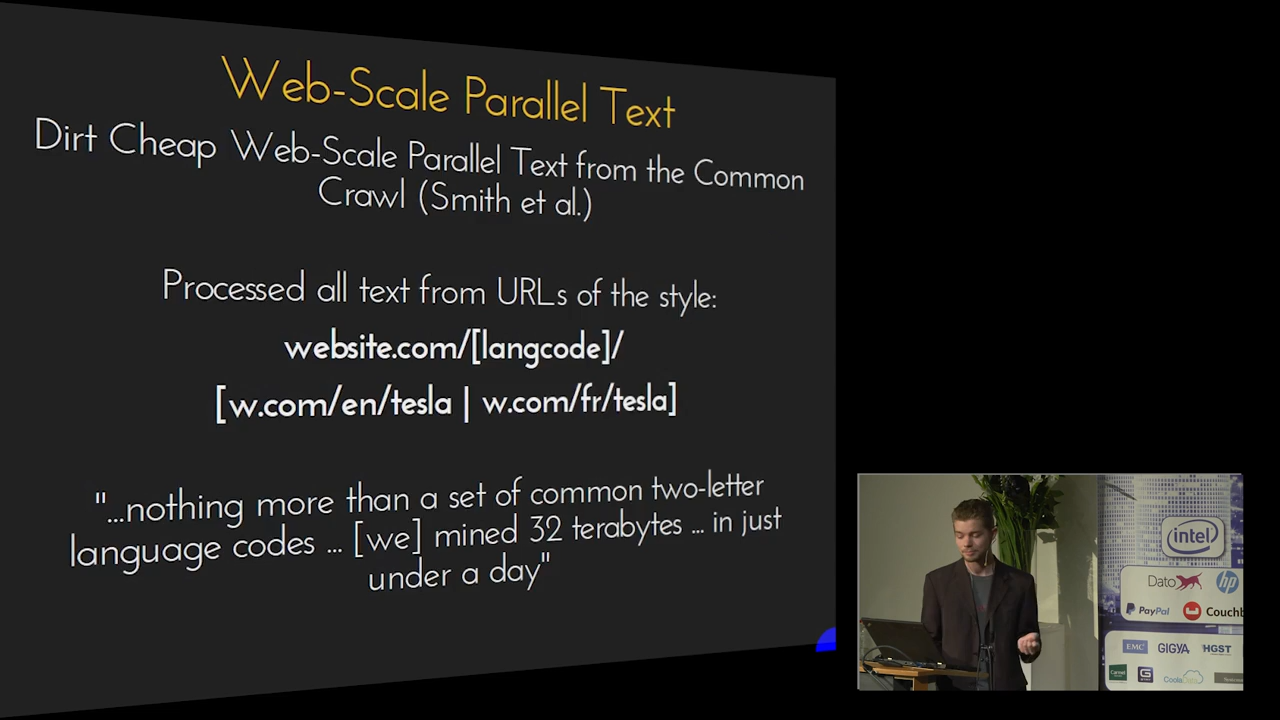 Web-Scale Parallel Text
Dirt Cheap Web-Scale Parallel Text from the Common
Crawl (Smith et al.)
Processed all text from URLs of the style:
website.com/[langcode]/
[w.com/en/tesla | w.com/fr/tesla]
"...nothing more than a set of common two-letter
language codes ... [we] mined 32 terabytes ... in just
under a day"
intel
Dato
hp
PayPal
Couchb
EMC
GIGYA
HGST